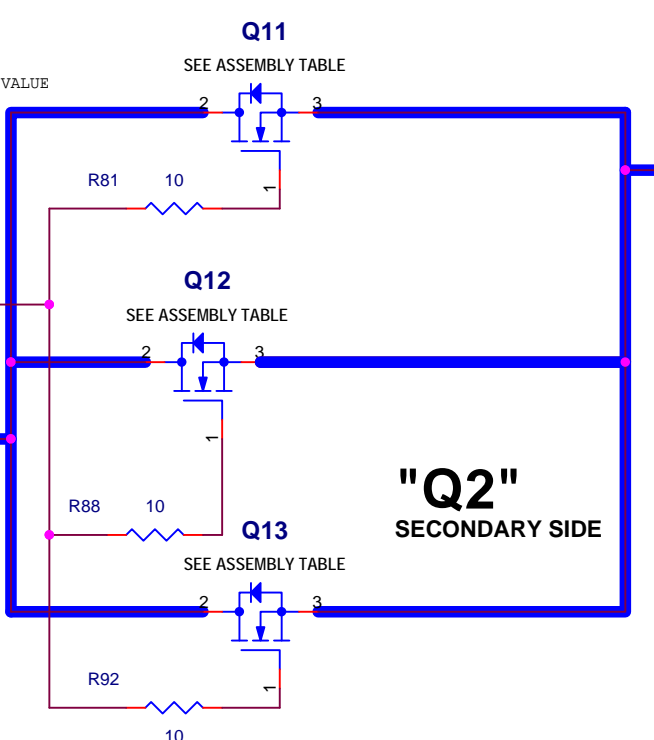 Q11
SEE ASSEMBLY TABLE
VALUE
2 3
R81 10
1
Q12
SEE ASSEMBLY TABLE
2 3
1
"Q2"
SECONDARY SIDE
R88 10
Q13
SEE ASSEMBLY TABLE
2 3
R92
1
10